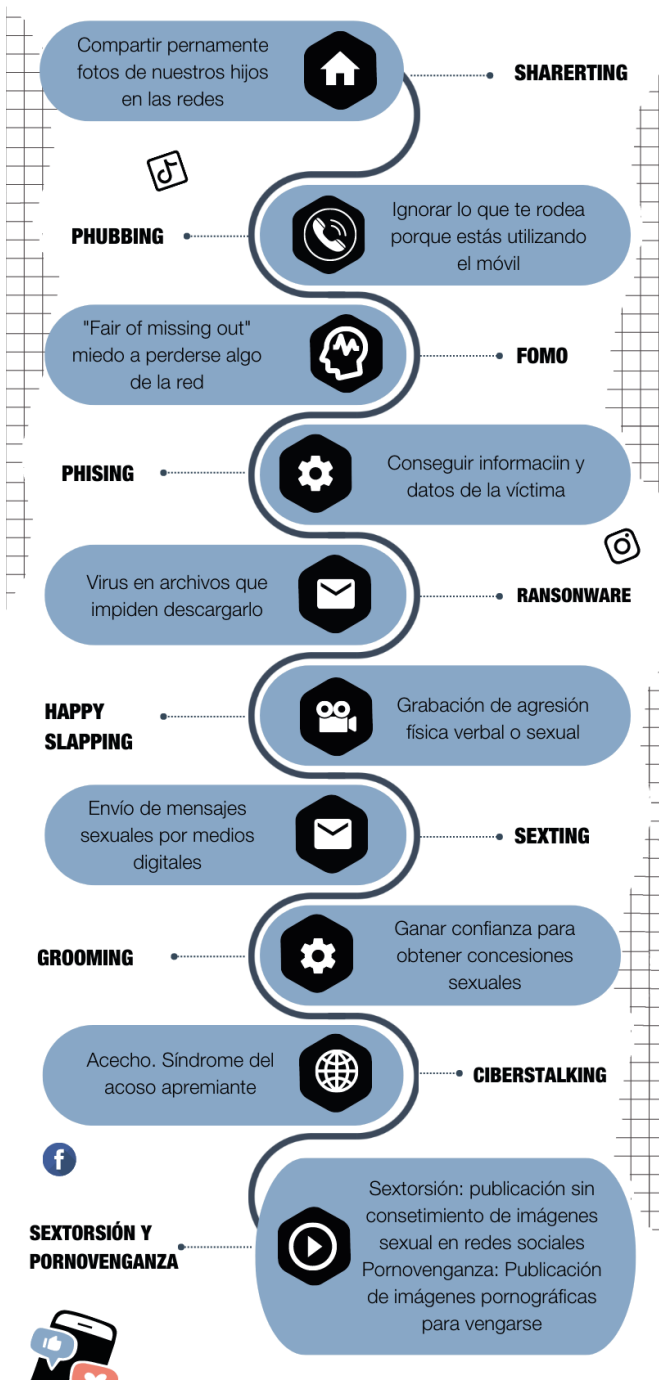 Compartir pernamente
fotos de nuestros hijos
en las redes
SHARERTING
PHUBBING
Ignorar lo que te rodea
porque estás utilizando
el móvil
"Fair of missing out"
miedo a perderse algo
de la red
FOMO
PHISING
Conseguir informaciin y
datos de la víctima
Virus en archivos que
impiden descargarlo
RANSONWARE
HAPPY
SLAPPING
Grabación de agresión
física verbal o sexual
Envío de mensajes
sexuales por medios
digitales
SEXTING
GROOMING
Ganar confianza para
obtener concesiones
sexuales
Acecho. Síndrome del
acoso apremiante
CIBERSTALKING
SEXTORSIÓN Y
PORNOVENGANZA
Sextorsión: publicación sin
consetimiento de imágenes
sexual en redes sociales
Pornovenganza: Publicación
de imágenes pornográficas
para vengarse